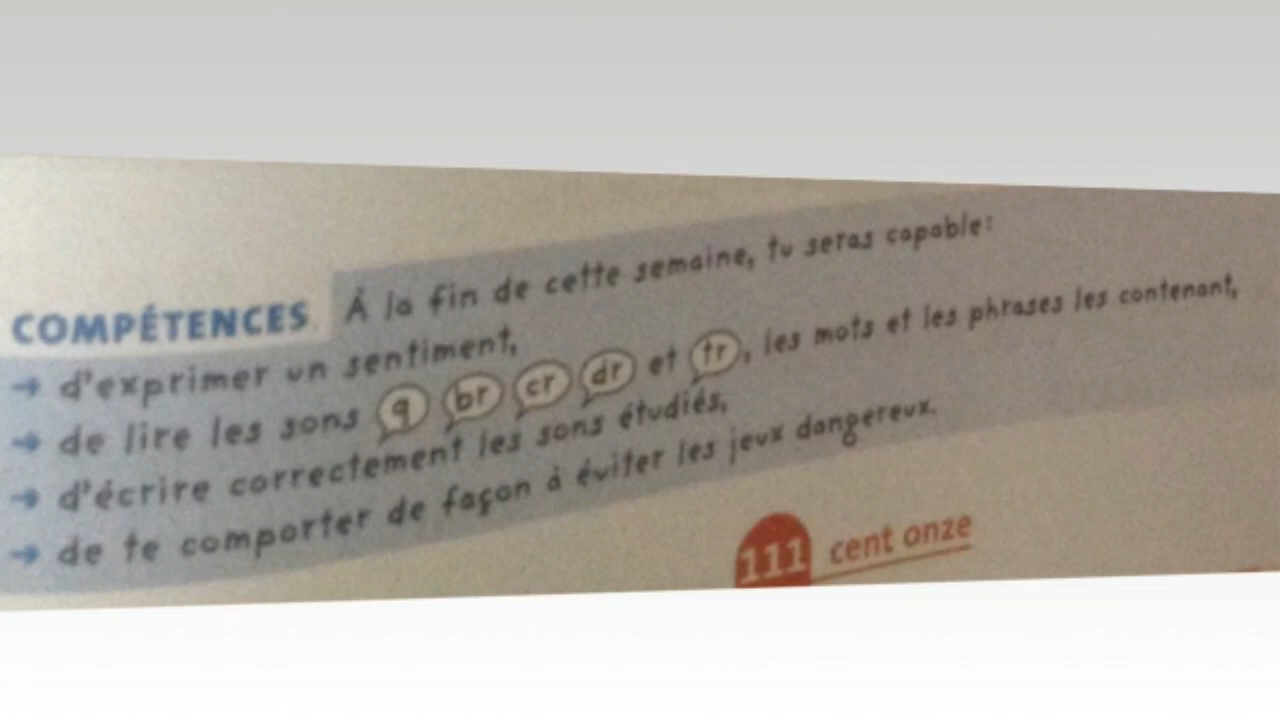 COMPÉTENCES À la fin de cette semaine, tu seras capable:
→ d'exprimer un sentiment,
→ de lire les sons q br cr dr et tr, les mots et les phrases les contenant,
→ d'écrire correctement les sons étudiés,
→ de te comporter de façon à éviter les jeux dangereux.
111 cent onze